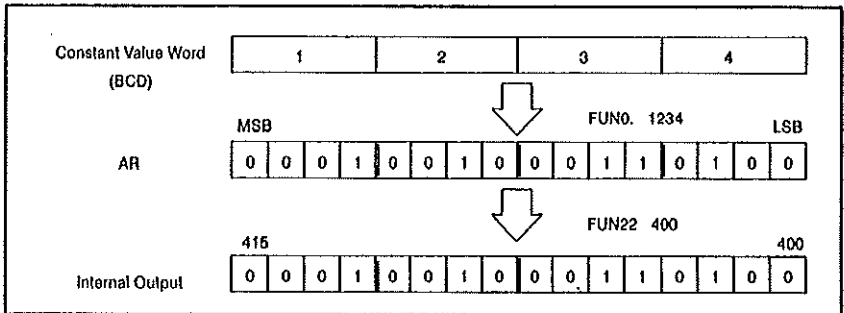 Constant Value Word 1 2 3 4
(BCD)
FUN0. 1234
MSB LSB
AR 0 0 0 1 0 0 1 0 0 0 1 1 0 1 0 0
FUN22 400
415 400
Internal Output 0 0 0 1 0 0 1 0 0 0 1 1 0 1 0 0